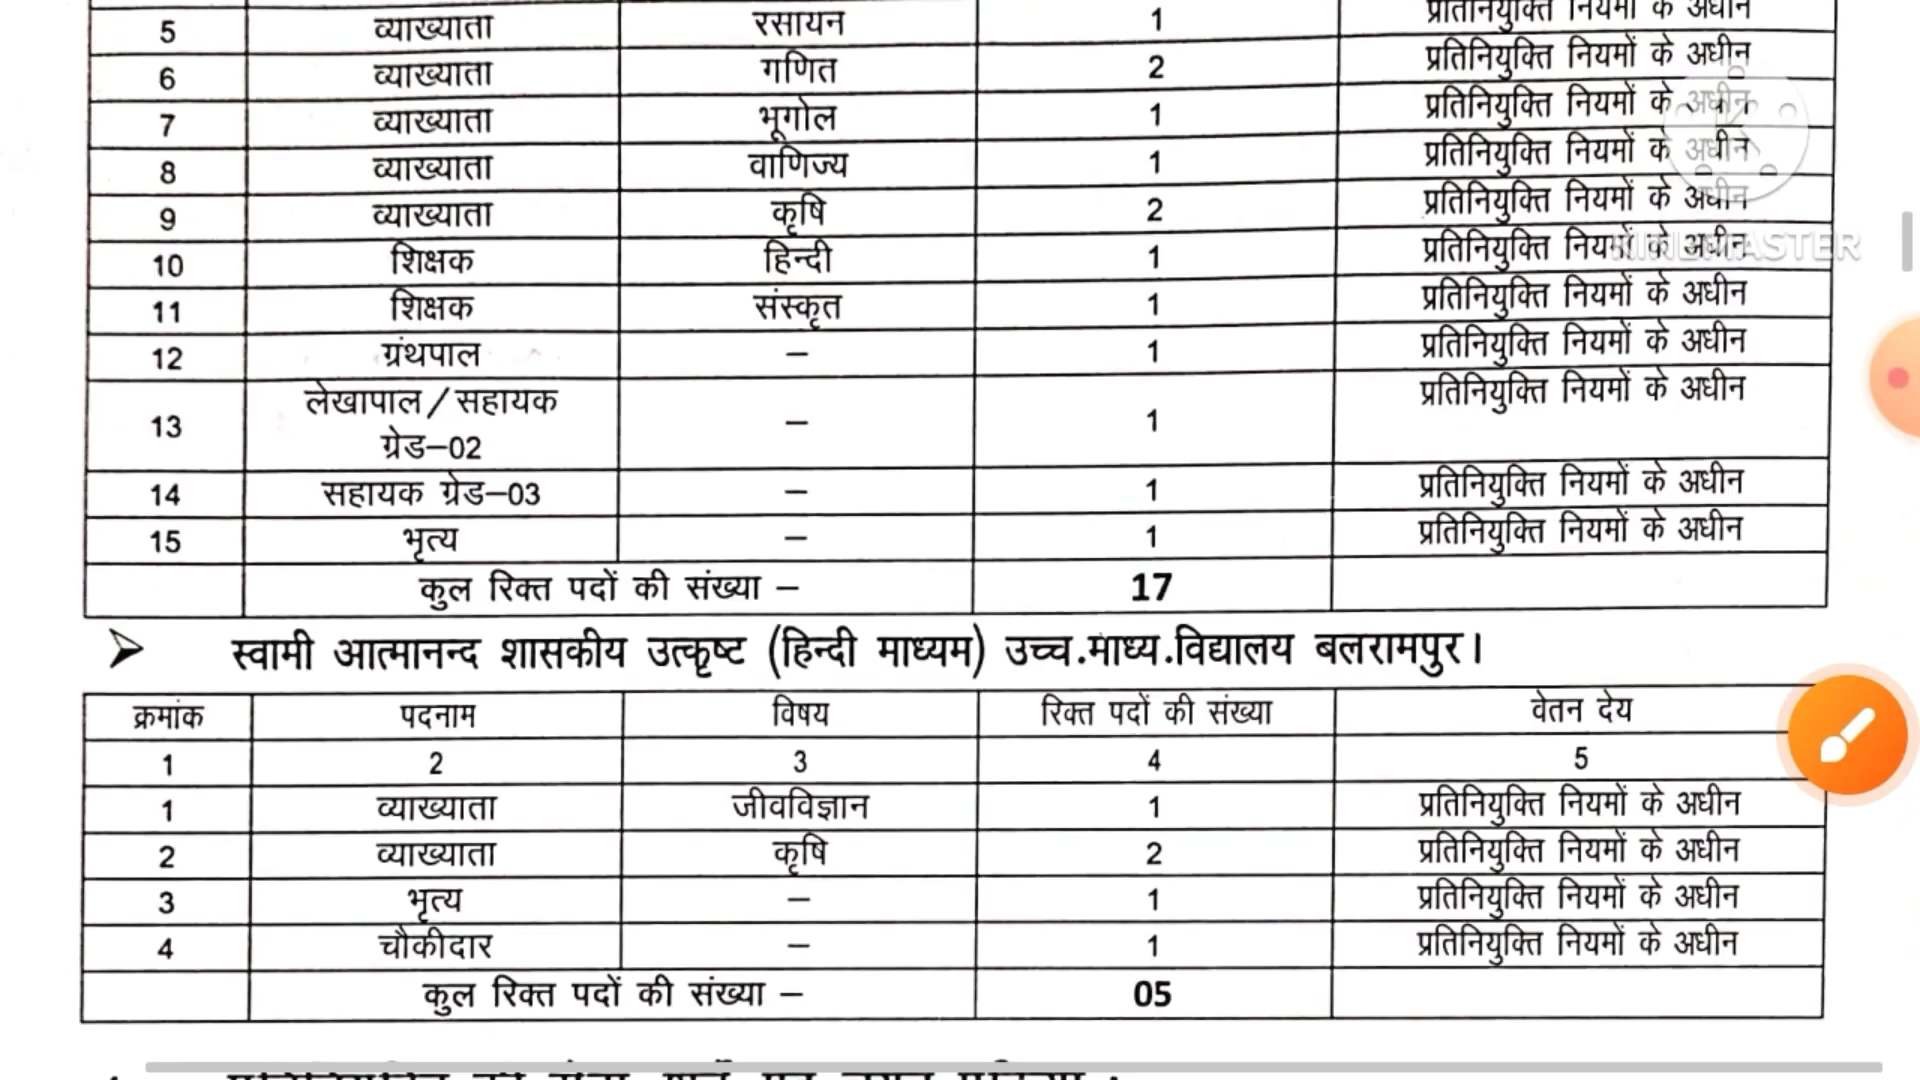 5 व्याख्याता रसायन 1 प्रतिनियुक्ति नियमों के अधीन
6 व्याख्याता गणित 2 प्रतिनियुक्ति नियमों के अधीन
7 व्याख्याता भूगोल 1 प्रतिनियुक्ति नियमों के अधीन
8 व्याख्याता वाणिज्य 1 प्रतिनियुक्ति नियमों के अधीन
9 व्याख्याता कृषि 2 प्रतिनियुक्ति नियमों के अधीन
10 शिक्षक हिन्दी 1 प्रतिनियुक्ति नियमों के अधीन
KINEMASTER
11 शिक्षक संस्कृत 1 प्रतिनियुक्ति नियमों के अधीन
12 ग्रंथपाल – 1 प्रतिनियुक्ति नियमों के अधीन
13 लेखापाल/सहायक – 1 प्रतिनियुक्ति नियमों के अधीन
ग्रेड–02
14 सहायक ग्रेड–03 – 1 प्रतिनियुक्ति नियमों के अधीन
15 भृत्य – 1 प्रतिनियुक्ति नियमों के अधीन
कुल रिक्त पदों की संख्या – 17
➢ स्वामी आत्मानन्द शासकीय उत्कृष्ट (हिन्दी माध्यम) उच्च.माध्य.विद्यालय बलरामपुर।
क्रमांक पदनाम विषय रिक्त पदों की संख्या वेतन देय
1 2 3 4 5
1 व्याख्याता जीवविज्ञान 1 प्रतिनियुक्ति नियमों के अधीन
2 व्याख्याता कृषि 2 प्रतिनियुक्ति नियमों के अधीन
3 भृत्य – 1 प्रतिनियुक्ति नियमों के अधीन
4 चौकीदार – 1 प्रतिनियुक्ति नियमों के अधीन
कुल रिक्त पदों की संख्या – 05